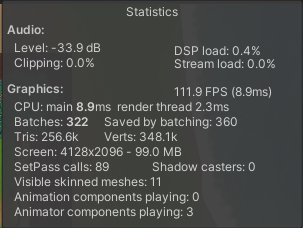 Statistics
Audio:
Level: -33.9 dB DSP load: 0.4%
Clipping: 0.0% Stream load: 0.0%
Graphics: 111.9 FPS (8.9ms)
CPU: main 8.9ms render thread 2.3ms
Batches: 322 Saved by batching: 360
Tris: 256.6k Verts: 348.1k
Screen: 4128x2096 - 99.0 MB
SetPass calls: 89 Shadow casters: 0
Visible skinned meshes: 11
Animation components playing: 0
Animator components playing: 3